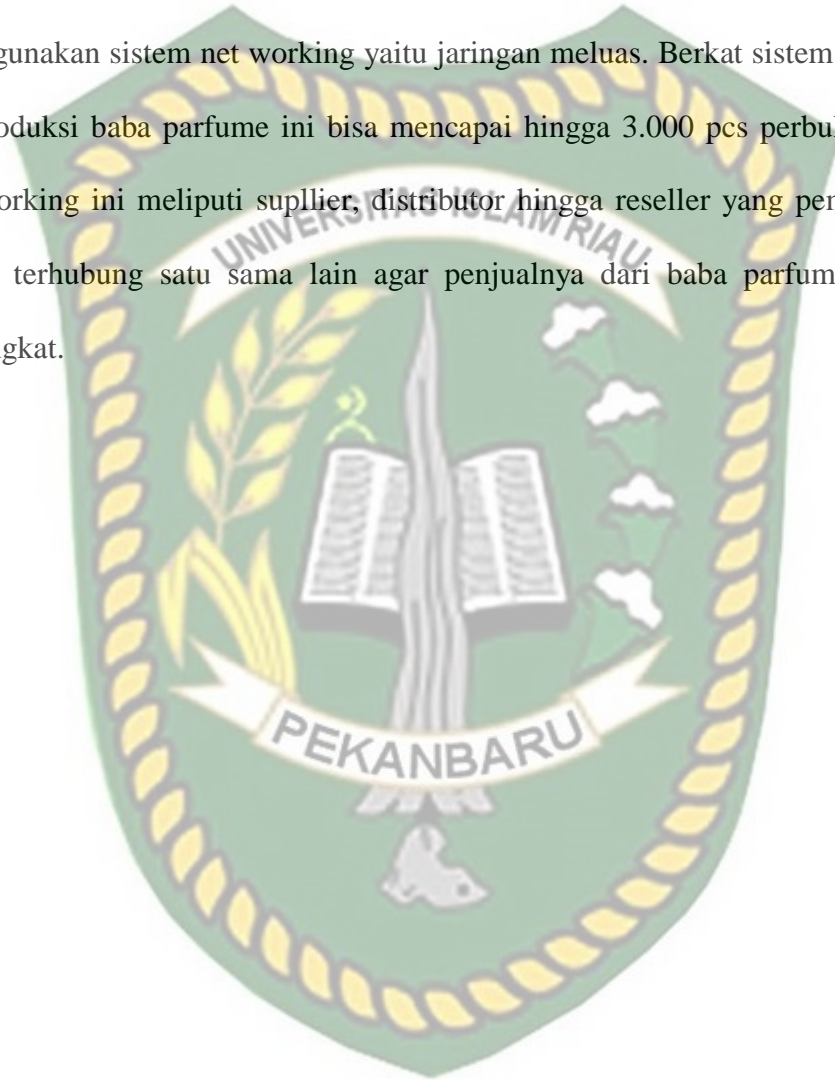 gunakan sistem net working yaitu jaringan meluas. Berkat sistem
oduksi baba parfume ini bisa mencapai hingga 3.000 pcs perbul
orking ini meliputi supllier, distributor hingga reseller yang pen
terhubung satu sama lain agar penjualnya dari baba parfum
ngkat.
UNIVERSITAS ISLAM RIAU
PEKANBARU